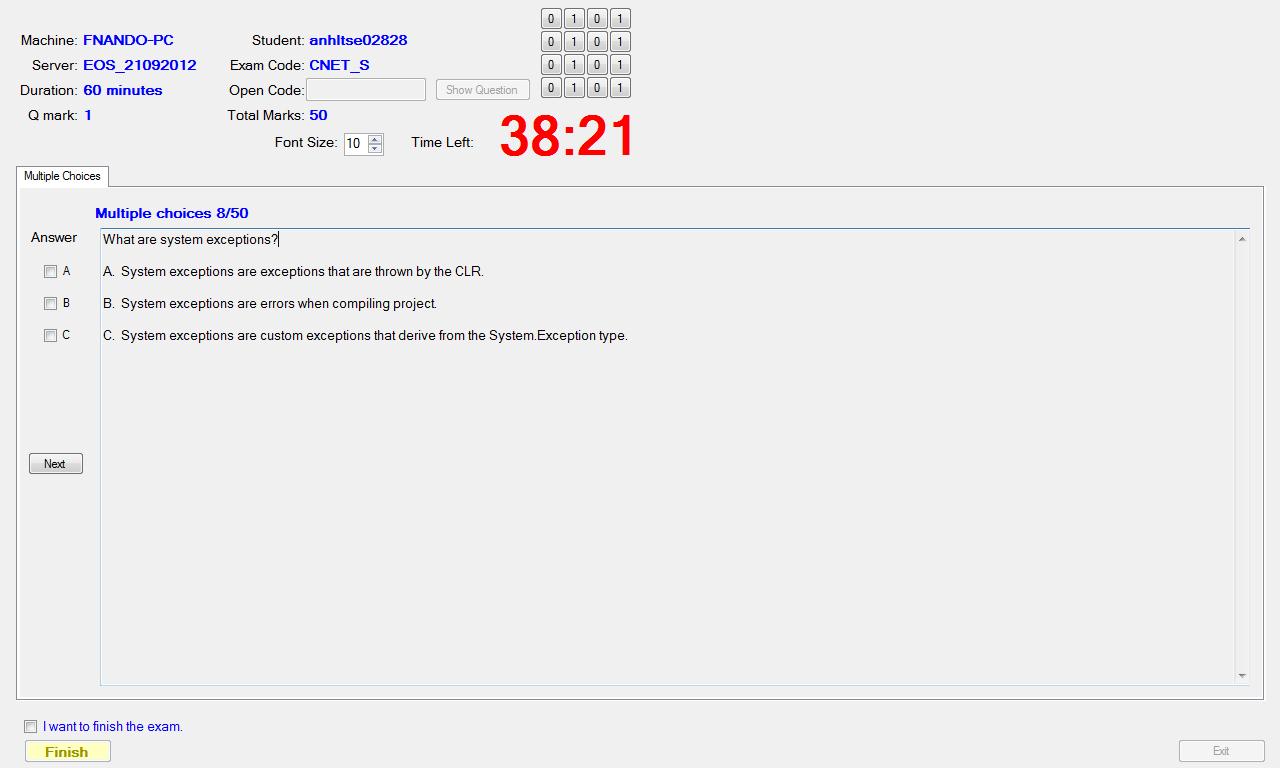 Machine: FNANDO-PC Student: anhltse02828
0 1 0 1
0 1 0 1
0 1 0 1
0 1 0 1
Server: EOS_21092012 Exam Code: CNET_S
Duration: 60 minutes Open Code: Show Question
Q mark: 1 Total Marks: 50
Font Size: 10 Time Left: 38:21
Multiple Choices
Multiple choices 8/50
Answer
What are system exceptions?
A A. System exceptions are exceptions that are thrown by the CLR.
B B. System exceptions are errors when compiling project.
C C. System exceptions are custom exceptions that derive from the System.Exception type.
Next
I want to finish the exam.
Finish Exit